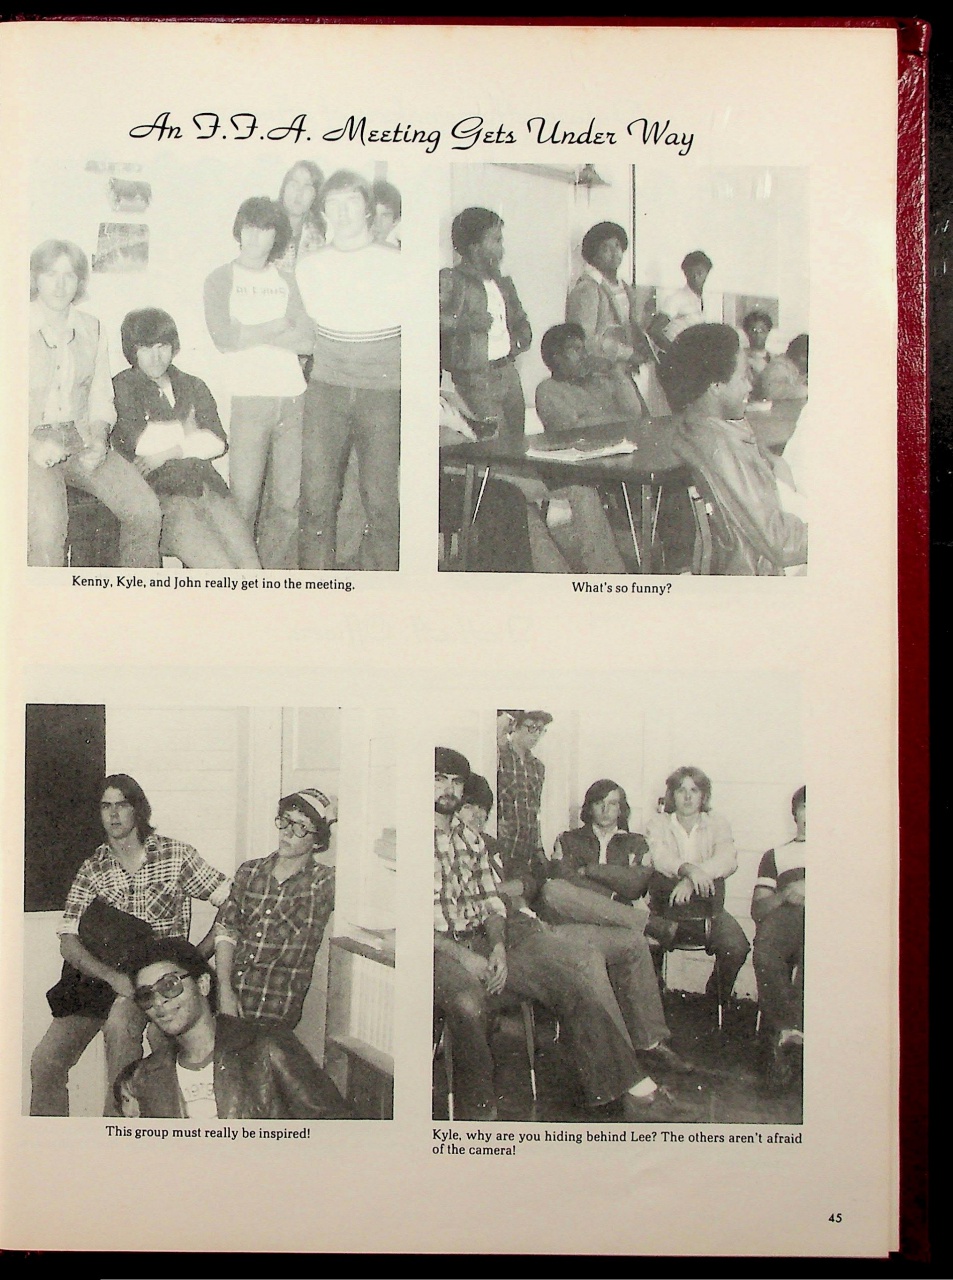 An F.F.A. Meeting Gets Under Way
Kenny, Kyle, and John really get ino the meeting.
What's so funny?
This group must really be inspired!
Kyle, why are you hiding behind Lee? The others aren't afraid
of the camera!
45